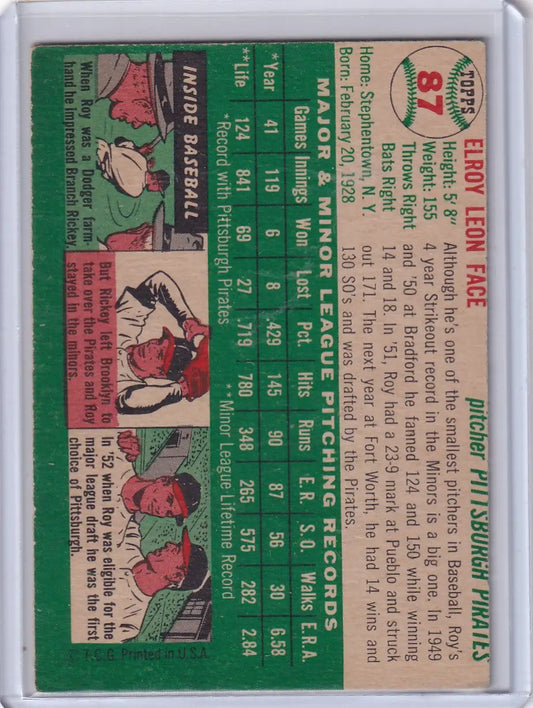 TOPPS
87
ELROY LEON FACE
pitcher PITTSBURGH PIRATES
Height: 5' 8"
Weight: 155
Throws Right
Bats Right
Home: Stephentown, N. Y.
Born: February 20, 1928
Although he's one of the smallest pitchers in Baseball, Roy's
4 year Strikeout record in the Minors is a big one. In 1949
and '50 at Bradford he fanned 124 and 150 while winning
14 and 18. In '51, Roy had a 23-9 mark at Pueblo and struck
out 171. The next year at Fort Worth, he had 14 wins and
130 SO's and was drafted by the Pirates.
MAJOR & MINOR LEAGUE PITCHING RECORDS
Games Innings Won Lost Pct. Hits Runs E.R. S.O. Walks E.R.A.
*Year 41 119 6 8 .429 145 90 87 56 30 6.58
**Life 124 841 69 27 .719 780 348 265 575 282 2.84
*Record with Pittsburgh Pirates **Minor League Lifetime Record
INSIDE BASEBALL
When Roy was a Dodger farm-
hand he impressed Branch Rickey.
But Rickey left Brooklyn to
take over the Pirates and Roy
stayed in the minors.
In '52 when Roy was eligible for the
major league draft he was the first
choice of Pittsburgh.
© T.C.G. Printed in U.S.A.